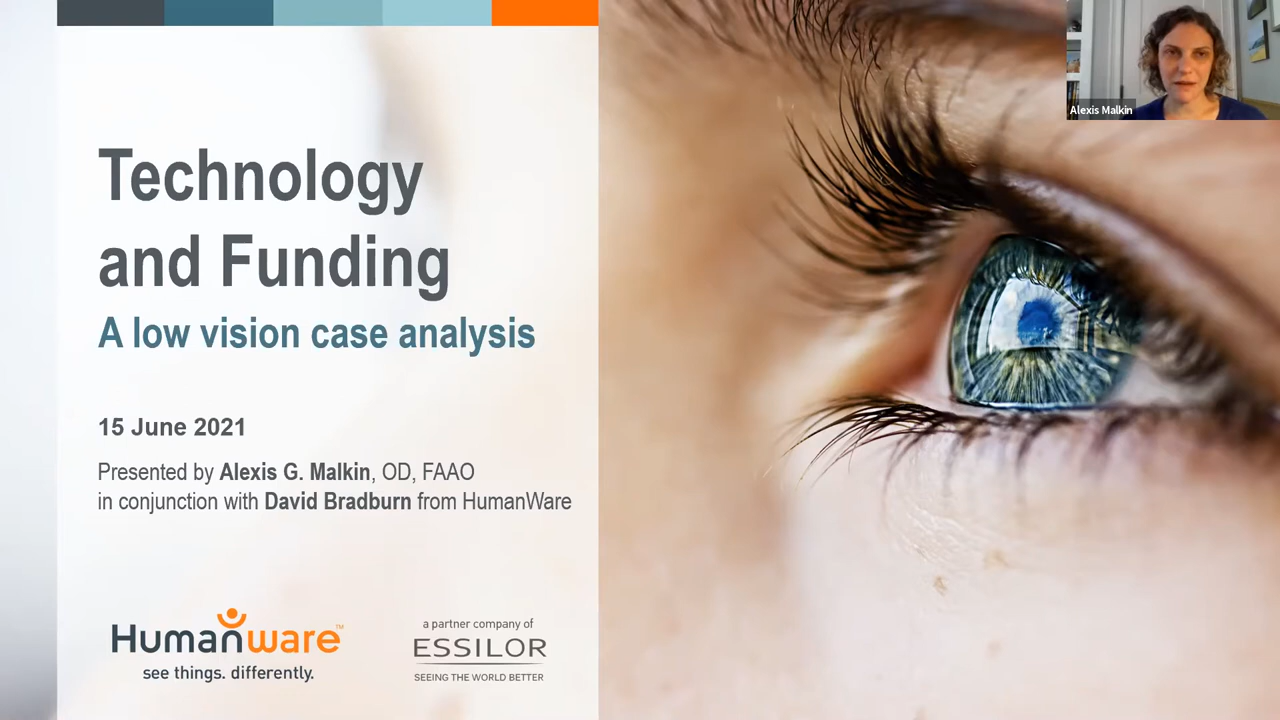 Alexis Malkin
Technology
and Funding
A low vision case analysis
15 June 2021
Presented by Alexis G. Malkin, OD, FAAO
in conjunction with David Bradburn from HumanWare
Humanware™
see things. differently.
a partner company of
ESSILOR
SEEING THE WORLD BETTER